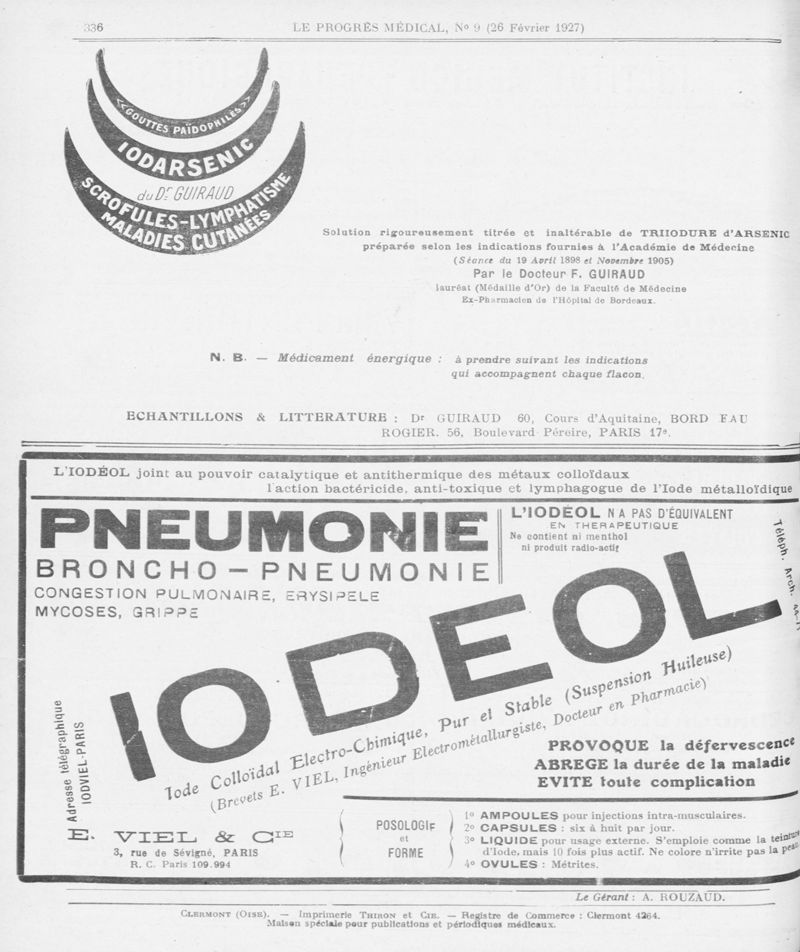 336
LE PROGRÈS MÉDICAL, No 9 (26 Février 1927)
<<GOUTTES PAÏDOPHILES>>
IODARSENIC
du Dr GUIRAUD
SCROFULES-LYMPHATISME
MALADIES CUTANÉES
Solution rigoureusement titrée et inaltérable de TRIIODURE d'ARSENIC
préparée selon les indications fournies à l'Académie de Médecine
(Séance du 19 Avril 1898 et Novembre 1905)
Par le Docteur F. GUIRAUD
lauréat (Médaille d'Or) de la Faculté de Médecine
Ex-Pharmacien de l'Hôpital de Bordeaux.
N. B. — Médicament énergique : à prendre suivant les indications
qui accompagnent chaque flacon.
ECHANTILLONS & LITTERATURE : Dr GUIRAUD 60, Cours d'Aquitaine, BORD EAU
ROGIER. 56, Boulevard Péreire, PARIS 17e.
L'IODÉOL joint au pouvoir catalytique et antithermique des métaux colloïdaux
l'action bactéricide, anti-toxique et lymphagogue de l'Iode métalloïdique
PNEUMONIE
BRONCHO-PNEUMONIE
CONGESTION PULMONAIRE, ERYSIPELE
MYCOSES, GRIPPE
L'IODÉOL N A PAS D'ÉQUIVALENT
EN THERAPEUTIQUE
Ne contient ni menthol
ni produit radio-actif
Téléph. Arch. 44-71
IODEOL
Iode Colloïdal Electro-Chimique, Pur et Stable (Suspension Huileuse)
(Brevets E. VIEL, Ingénieur Electrométallurgiste, Docteur en Pharmacie)
PROVOQUE la défervescence
ABREGE la durée de la maladie
EVITE toute complication
Adresse télégraphique
IODVIEL-PARIS
E. VIEL & CIE
3, rue de Sévigné, PARIS
R. C. Paris 109.994
POSOLOGIE
et
FORME
1o AMPOULES pour injections intra-musculaires.
2o CAPSULES : six à huit par jour.
3o LIQUIDE pour usage externe. S'emploie comme la teinture
d'Iode, mais 10 fois plus actif. Ne colore n'irrite pas la peau
4o OVULES : Métrites.
Le Gérant : A. ROUZAUD.
CLERMONT (OISE). — Imprimerie THIRON et CIE. — Registre de Commerce : Clermont 4264.
Maison spéciale pour publications et périodiques médicaux.